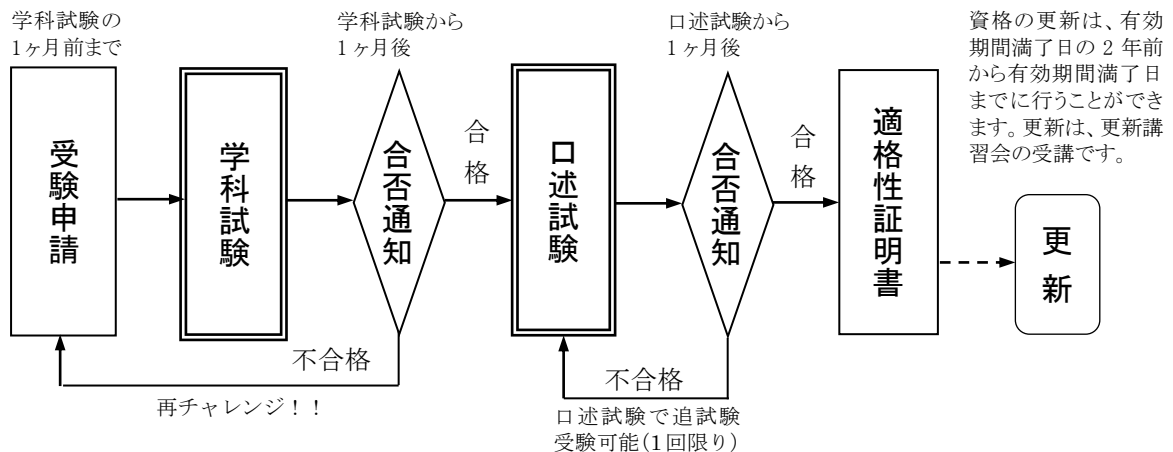 学科試験の
1ヶ月前まで
学科試験から
1ヶ月後
口述試験から
1ヶ月後
資格の更新は、有効
期間満了日の2年前
から有効期間満了日
までに行うことができ
ます。更新は、更新講
習会の受講です。
受験申請
学科試験
合否通知
合格
口述試験
合否通知
合格
適格性証明書
更新
不合格
再チャレンジ！！
不合格
口述試験で追試験
受験可能(1回限り)